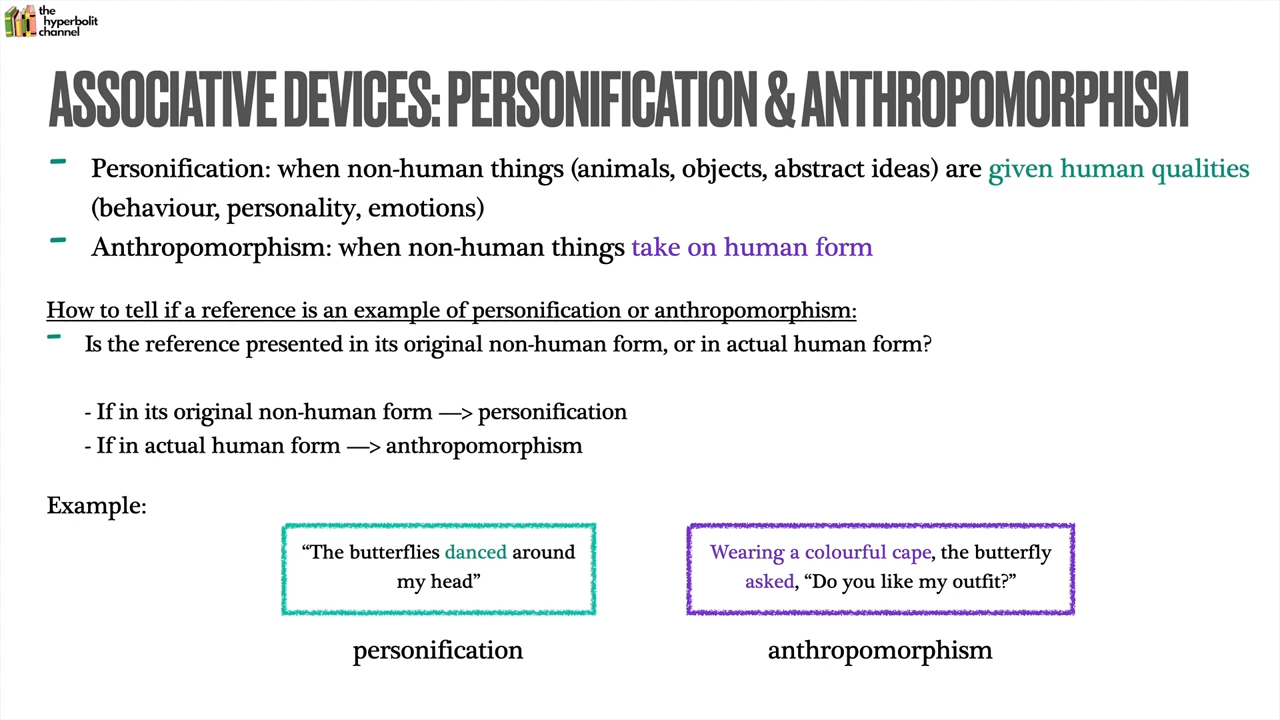 the
hyperbolit
channel
ASSOCIATIVE DEVICES: PERSONIFICATION & ANTHROPOMORPHISM
- Personification: when non-human things (animals, objects, abstract ideas) are given human qualities
(behaviour, personality, emotions)
- Anthropomorphism: when non-human things take on human form
How to tell if a reference is an example of personification or anthropomorphism:
- Is the reference presented in its original non-human form, or in actual human form?
- If in its original non-human form —> personification
- If in actual human form —> anthropomorphism
Example:
“The butterflies danced around
my head”
personification
Wearing a colourful cape, the butterfly
asked, “Do you like my outfit?”
anthropomorphism